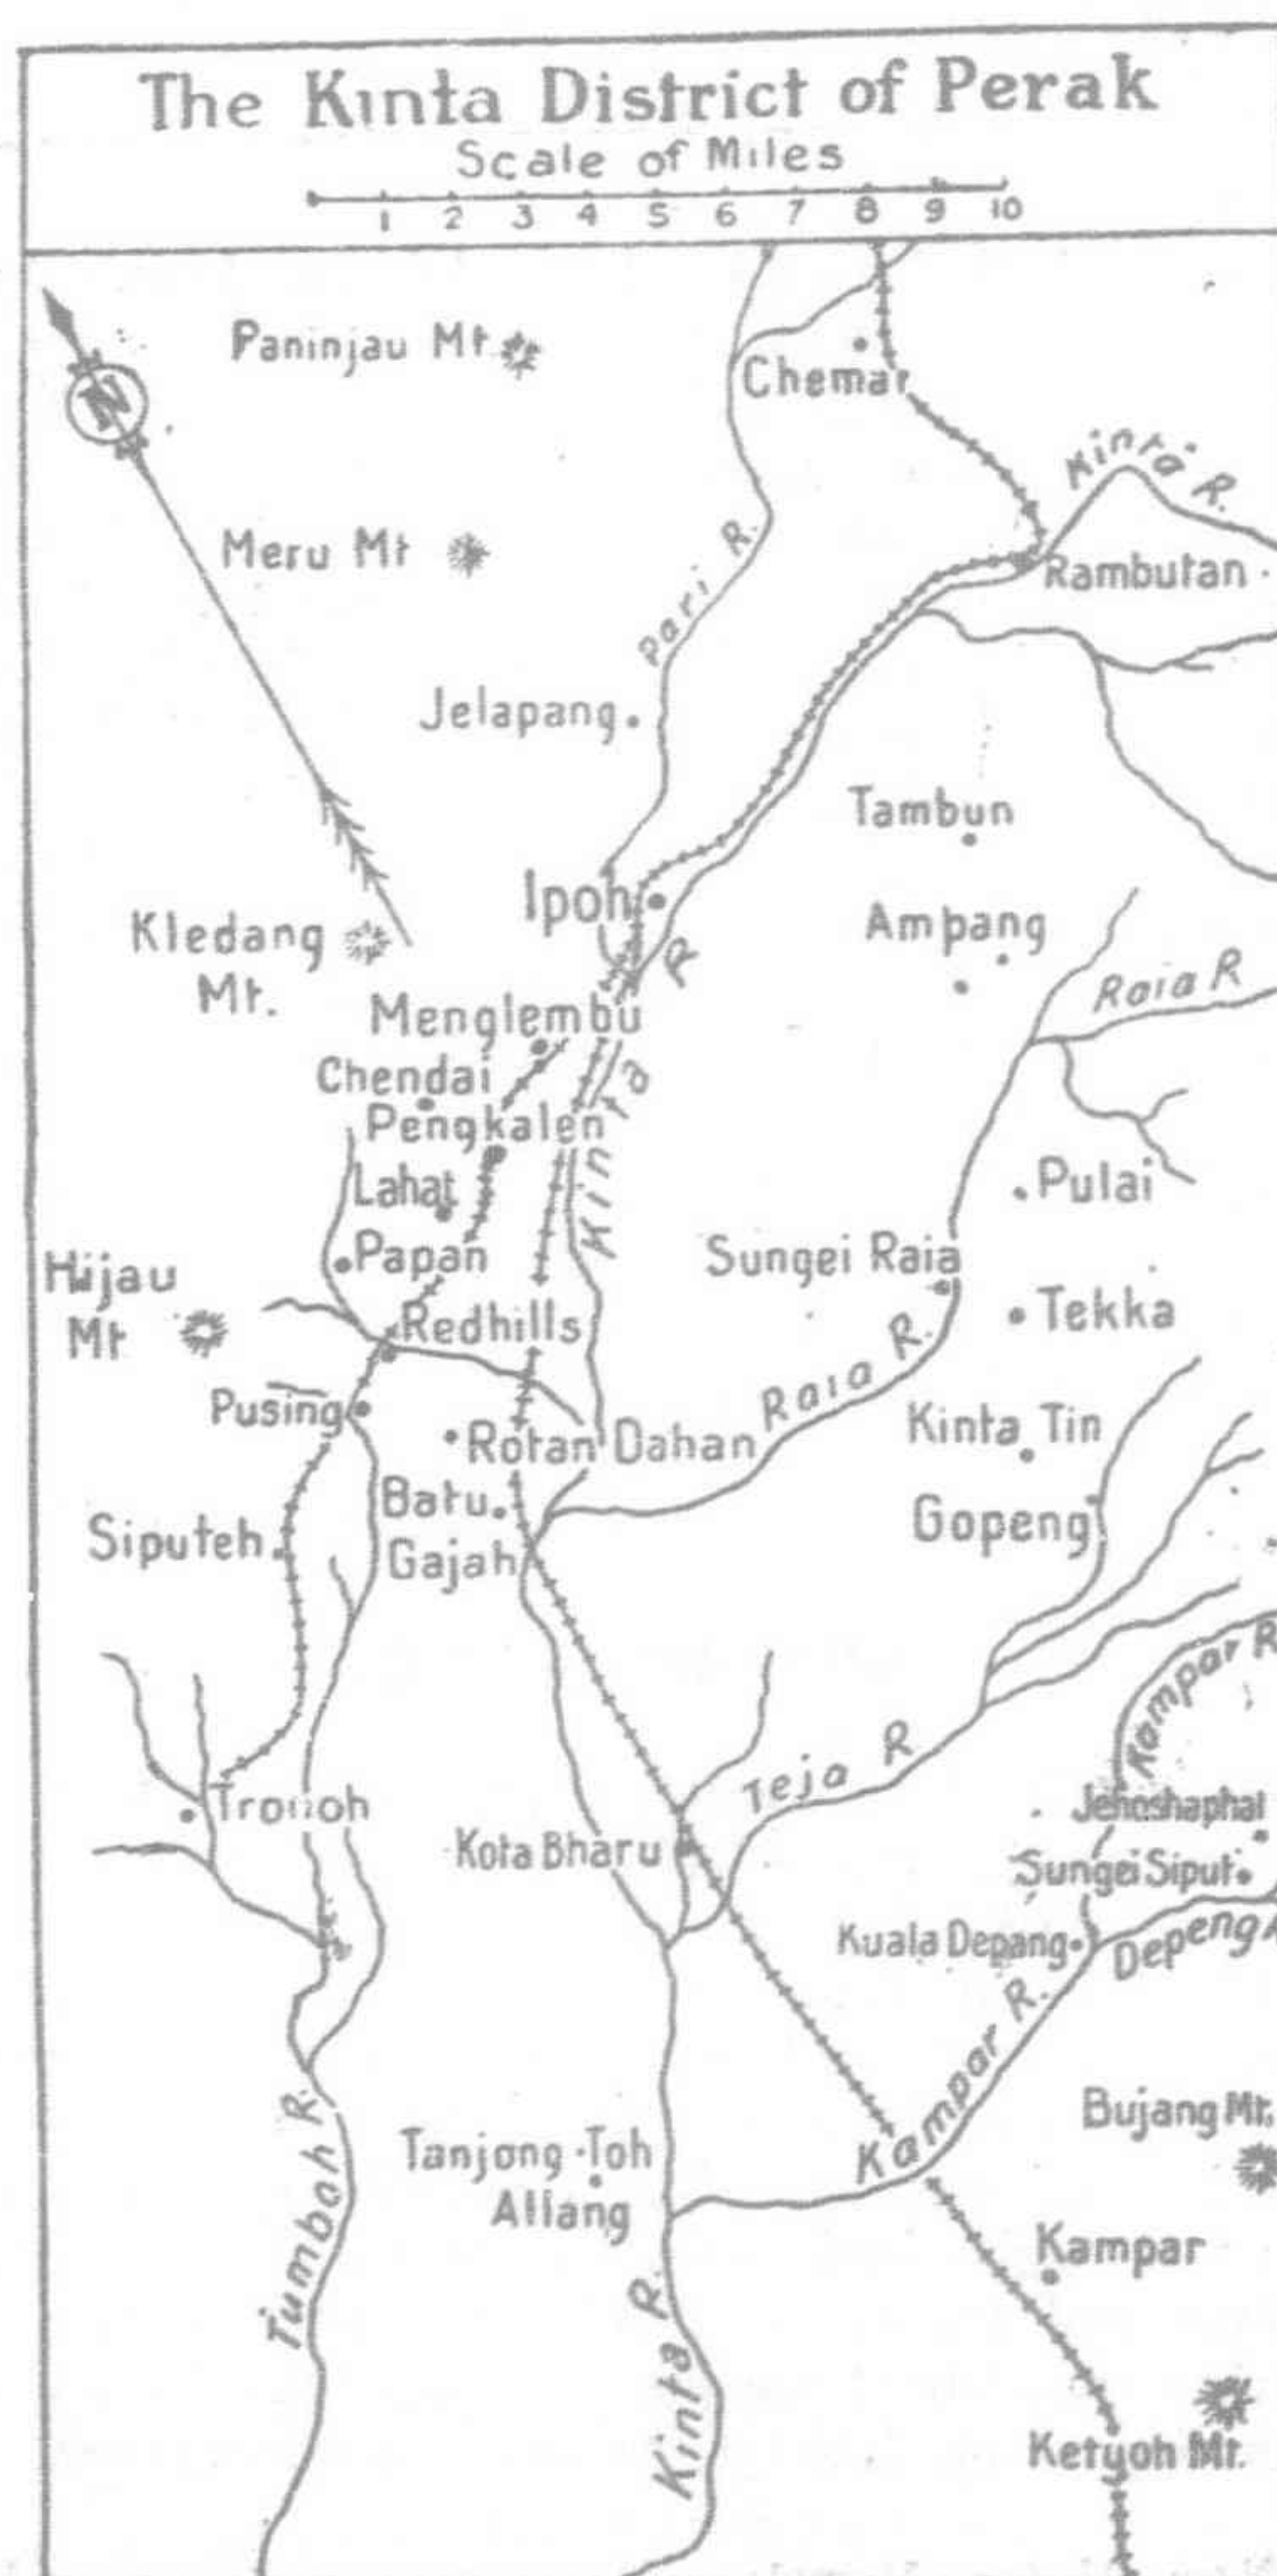 The Kinta District of Perak
Scale of Miles
1 2 3 4 5 6 7 8 9 10
N
Paninjau Mt
Chemar
Kinta R.
Meru Mt
Rambutan
Pari R.
Jelapang
Tambun
Ipoh
Ampang
Kledang
Mt.
Raia R
Menglembu
Chendai
Pengkalen
Kinta R
Lahat
Pulai
Papan
Sungei Raia
Hijau
Mt
Tekka
Redhills
Raia R.
Pusing
Kinta Tin
Rotan Dahan
Batu
Gajah
Siputeh
Gopeng
Kampar R
Teja R
Tronoh
Jehoshaphat
Kota Bharu
Sungei Siput
Kuala Depang
Depeng
Kampar R.
Bujang Mt.
Tumboh R.
Tanjong Toh
Allang
Kampar
Kinta R.
Ketyoh Mt.